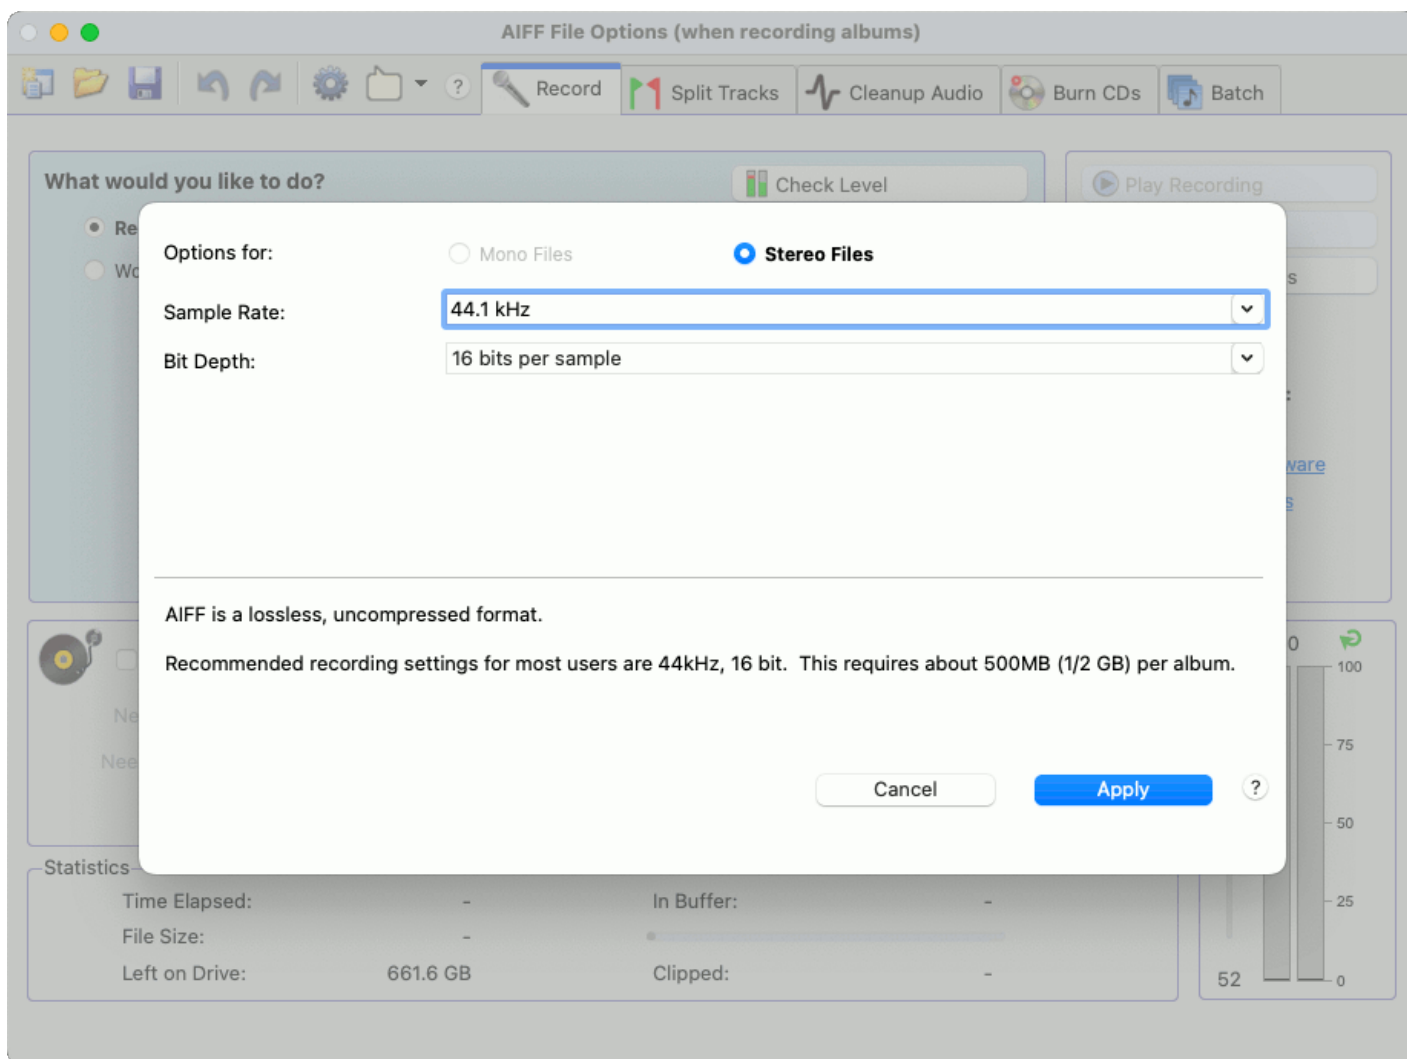 AIFF File Options (when recording albums)
? Record Split Tracks Cleanup Audio Burn CDs Batch
What would you like to do?
Check Level
Play Recording
Options for:
Mono Files
Stereo Files
Sample Rate:
44.1 kHz
Bit Depth:
16 bits per sample
AIFF is a lossless, uncompressed format.
Recommended recording settings for most users are 44kHz, 16 bit.  This requires about 500MB (1/2 GB) per album.
Cancel
Apply
?
0
100
75
50
25
0
52
Statistics
Time Elapsed: -
In Buffer: -
File Size: -
Left on Drive: 661.6 GB
Clipped: -